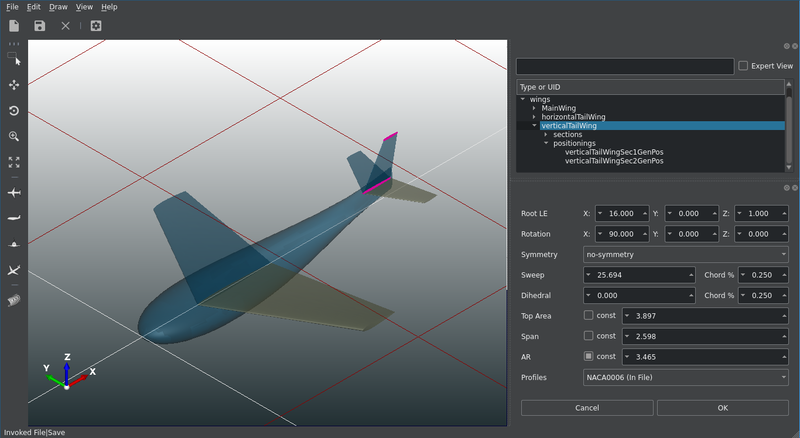 File Edit Draw View Help
Expert View
Type or UID
wings
MainWing
horizontalTailWing
verticalTailWing
sections
positionings
verticalTailWingSec1GenPos
verticalTailWingSec2GenPos
Root LE X: 16.000 Y: 0.000 Z: 1.000
Rotation X: 90.000 Y: 0.000 Z: 0.000
Symmetry no-symmetry
Sweep 25.694 Chord % 0.250
Dihedral 0.000 Chord % 0.250
Top Area const 3.897
Span const 2.598
AR const 3.465
Profiles NACA0006 (In File)
Cancel OK
Z
Y
X
Invoked File|Save